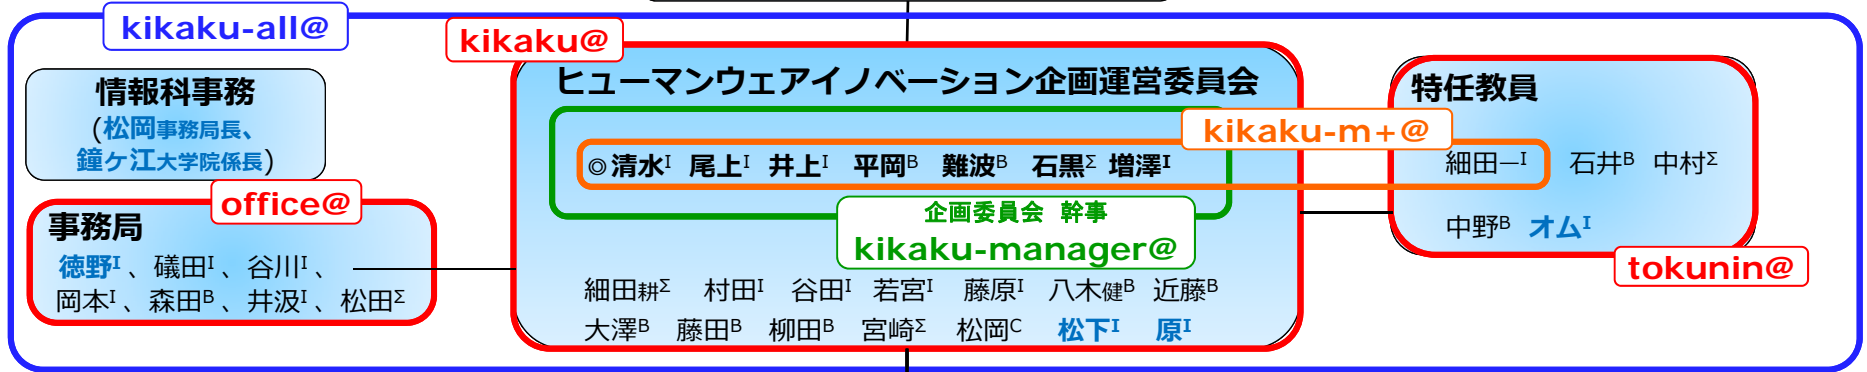 kikaku-all@
kikaku@
ヒューマンウェアイノベーション企画運営委員会
特任教員
情報科事務
(松岡事務局長、
鐘ケ江大学院係長)
kikaku-m+@
◎清水I 尾上I 井上I 平岡B 難波B 石黒Σ 増澤I
細田一I 石井B 中村Σ
office@
企画委員会 幹事
kikaku-manager@
事務局
徳野I、礒田I、谷川I、
岡本I、森田B、井汲I、松田Σ
中野B オムI
tokunin@
細田耕Σ 村田I 谷田I 若宮I 藤原I 八木健B 近藤B
大澤B 藤田B 柳田B 宮崎Σ 松岡C 松下I 原I